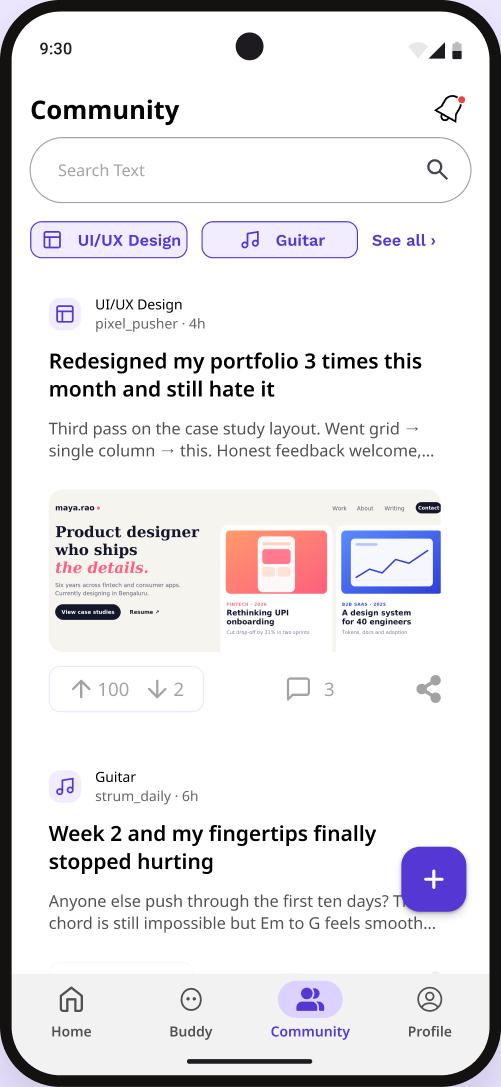 9:30
Community
Search Text
UI/UX Design
Guitar
See all ›
UI/UX Design
pixel_pusher · 4h
Redesigned my portfolio 3 times this
month and still hate it
Third pass on the case study layout. Went grid →
single column → this. Honest feedback welcome,...
maya.rao
Work About Writing Contact
Product designer
who ships
the details.
Six years across fintech and consumer apps.
Currently designing in Bengaluru.
View case studies
Resume ↗
FINTECH · 2026
Rethinking UPI
onboarding
Cut drop-off by 31% in two sprints
B2B SAAS · 2025
A design system
for 40 engineers
Tokens, docs and adoption
100
2
3
Guitar
strum_daily · 6h
Week 2 and my fingertips finally
stopped hurting
Anyone else push through the first ten days?
chord is still impossible but Em to G feels smooth...
Home
Buddy
Community
Profile